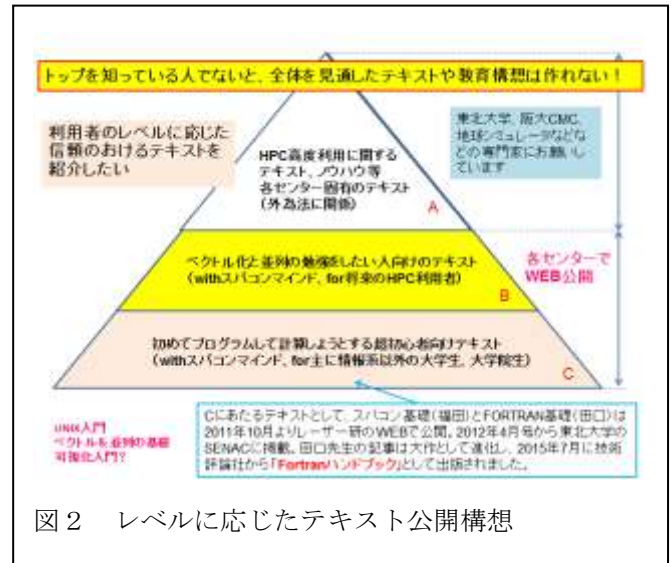 トップを知っている人でないと、全体を見通したテキストや教育構想は作れない！
利用者のレベルに応じた
信頼のおけるテキストを
紹介したい
東北大学、阪大CMC、
地球シミュレータなどな
どの専門家にお願いし
ています
HPC高度利用に関する
テキスト、ノウハウ等
各センター固有のテキスト
（外為法に関係）
A
ベクトル化と並列の勉強をしたい人向けのテキスト
（withスパコンマインド、for将来のHPC利用者）
B
各センターで
WEB公開
初めてプログラムして計算しようとする超初心者向けテキスト
（withスパコンマインド、for主に情報系以外の大学生、大学院生）
C
UNIX入門
ベクトル＆並列の基礎
可視化入門？
Cにあたるテキストとして、スパコン基礎（福田）とFORTRAN基礎（田口）は
2011年10月よりレーザー研のWEBで公開。2012年4月号から東北大学の
SENACに掲載。田口先生の記事は大作として進化し、2015年7月に技術
評論社から「Fortranハンドブック」として出版されました。
図２　レベルに応じたテキスト公開構想